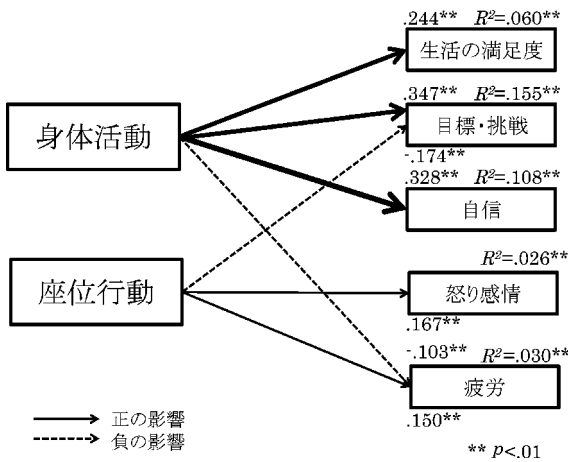 .244** R²=.060**
生活の満足度
.347** R²=.155**
身体活動
目標・挑戦
-.174**
.328** R²=.108**
自信
R²=.026**
座位行動
怒り感情
.167**
-.103** R²=.030**
疲労
.150**
正の影響
負の影響
** p<.01